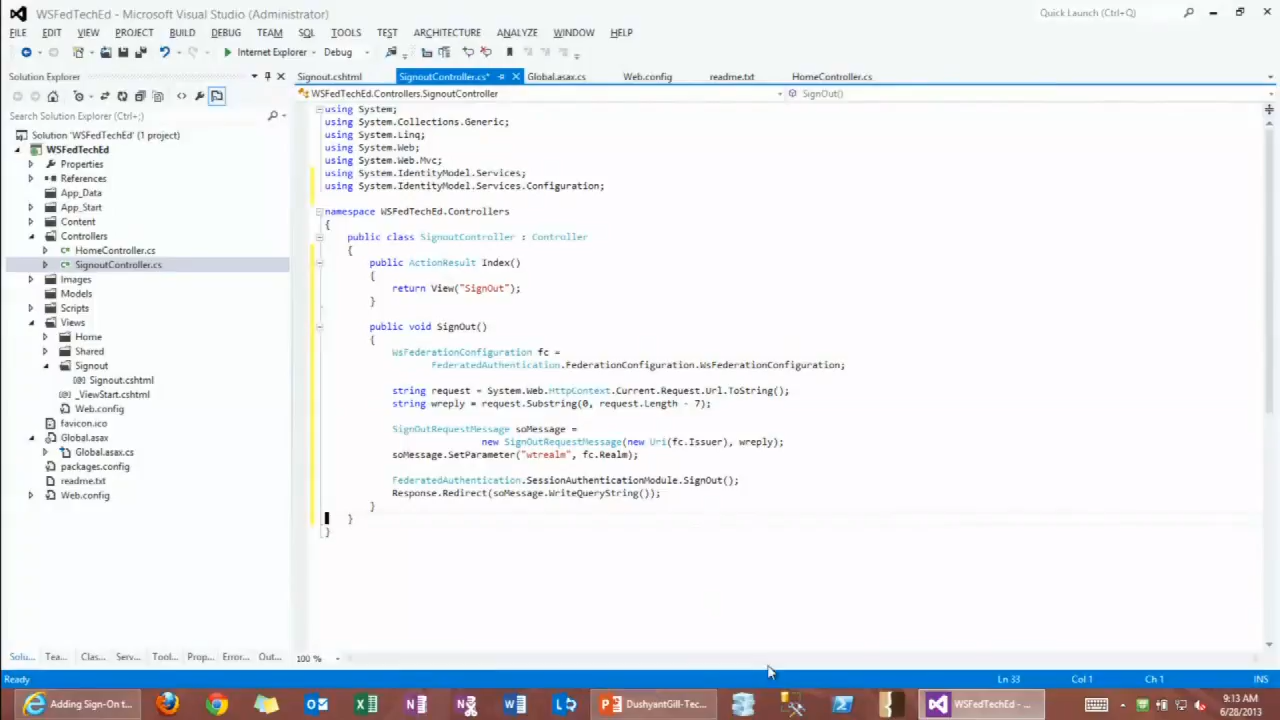 WSFedTechEd - Microsoft Visual Studio (Administrator)
Quick Launch (Ctrl+Q)
FILE EDIT VIEW PROJECT BUILD DEBUG TEAM SQL TOOLS TEST ARCHITECTURE ANALYZE WINDOW HELP
Internet Explorer Debug
Solution Explorer
Signout.cshtml SignoutController.cs* Global.asax.cs Web.config readme.txt HomeController.cs
WSFedTechEd.Controllers.SignoutController
SignOut()
Search Solution Explorer (Ctrl+;)
Solution 'WSFedTechEd' (1 project)
WSFedTechEd
Properties
References
App_Data
App_Start
Content
Controllers
HomeController.cs
SignoutController.cs
Images
Models
Scripts
Views
Home
Shared
Signout
Signout.cshtml
_ViewStart.cshtml
Web.config
favicon.ico
Global.asax
Global.asax.cs
packages.config
readme.txt
Web.config
using System;
using System.Collections.Generic;
using System.Linq;
using System.Web;
using System.Web.Mvc;
using System.IdentityModel.Services;
using System.IdentityModel.Services.Configuration;
namespace WSFedTechEd.Controllers
{
public class SignoutController : Controller
{
public ActionResult Index()
{
return View("SignOut");
}
public void SignOut()
{
WsFederationConfiguration fc =
FederatedAuthentication.FederationConfiguration.WsFederationConfiguration;
string request = System.Web.HttpContext.Current.Request.Url.ToString();
string wreply = request.Substring(0, request.Length - 7);
SignOutRequestMessage soMessage =
new SignOutRequestMessage(new Uri(fc.Issuer), wreply);
soMessage.SetParameter("wtrealm", fc.Realm);
FederatedAuthentication.SessionAuthenticationModule.SignOut();
Response.Redirect(soMessage.WriteQueryString());
}
}
}
Solu... Tea... Clas... Serv... Tool... Prop... Error... Out...
100 %
Ready
Ln 33 Col 1 Ch 1 INS
Adding Sign-On t...
DushyantGill-Tec...
WSFedTechEd - ...
9:13 AM
6/28/2013